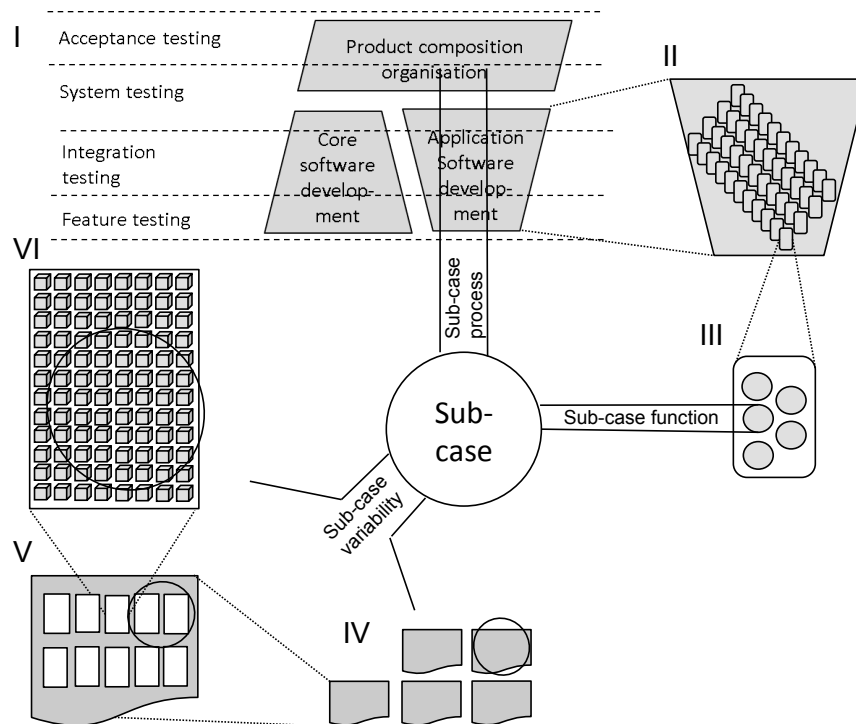 I
Acceptance testing
System testing
Integration
testing
Feature testing
Product composition
organisation
Core
software
develop-
ment
Application
Software
develop-
ment
II
III
Sub-case
process
Sub-
case
Sub-case function
Sub-case
variability
VI
V
IV